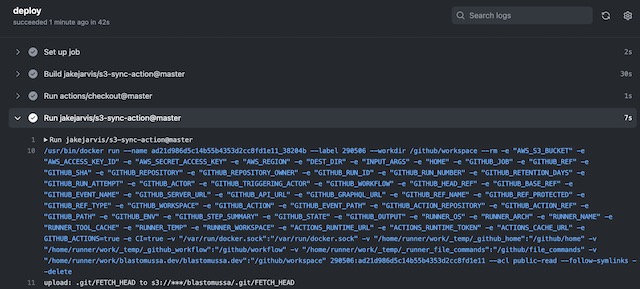 deploy
succeeded 1 minute ago in 42s
Search logs
Set up job 2s
Build jakejarvis/s3-sync-action@master 30s
Run actions/checkout@master 1s
Run jakejarvis/s3-sync-action@master 7s
1 Run jakejarvis/s3-sync-action@master
10 /usr/bin/docker run --name ad21d986d5c14b55b4353d2cc8fd1e11_38204b --label 290506 --workdir /github/workspace --rm -e "AWS_S3_BUCKET" -e
"AWS_ACCESS_KEY_ID" -e "AWS_SECRET_ACCESS_KEY" -e "AWS_REGION" -e "DEST_DIR" -e "INPUT_ARGS" -e "HOME" -e "GITHUB_JOB" -e "GITHUB_REF" -e
"GITHUB_SHA" -e "GITHUB_REPOSITORY" -e "GITHUB_REPOSITORY_OWNER" -e "GITHUB_RUN_ID" -e "GITHUB_RUN_NUMBER" -e "GITHUB_RETENTION_DAYS" -e
"GITHUB_RUN_ATTEMPT" -e "GITHUB_ACTOR" -e "GITHUB_TRIGGERING_ACTOR" -e "GITHUB_WORKFLOW" -e "GITHUB_HEAD_REF" -e "GITHUB_BASE_REF" -e
"GITHUB_EVENT_NAME" -e "GITHUB_SERVER_URL" -e "GITHUB_API_URL" -e "GITHUB_GRAPHQL_URL" -e "GITHUB_REF_NAME" -e "GITHUB_REF_PROTECTED" -e
"GITHUB_REF_TYPE" -e "GITHUB_WORKSPACE" -e "GITHUB_ACTION" -e "GITHUB_EVENT_PATH" -e "GITHUB_ACTION_REPOSITORY" -e "GITHUB_ACTION_REF" -e
"GITHUB_PATH" -e "GITHUB_ENV" -e "GITHUB_STEP_SUMMARY" -e "GITHUB_STATE" -e "GITHUB_OUTPUT" -e "RUNNER_OS" -e "RUNNER_ARCH" -e "RUNNER_NAME" -e
"RUNNER_TOOL_CACHE" -e "RUNNER_TEMP" -e "RUNNER_WORKSPACE" -e "ACTIONS_RUNTIME_URL" -e "ACTIONS_RUNTIME_TOKEN" -e "ACTIONS_CACHE_URL" -e
GITHUB_ACTIONS=true -e CI=true -v "/var/run/docker.sock":"/var/run/docker.sock" -v "/home/runner/work/_temp/_github_home":"/github/home" -v
"/home/runner/work/_temp/_github_workflow":"/github/workflow" -v "/home/runner/work/_temp/_runner_file_commands":"/github/file_commands" -v
"/home/runner/work/blastomussa.dev/blastomussa.dev":"/github/workspace" 290506:ad21d986d5c14b55b4353d2cc8fd1e11 --acl public-read --follow-symlinks -
-delete
11 upload: .git/FETCH_HEAD to s3://***/blastomussa/.git/FETCH_HEAD